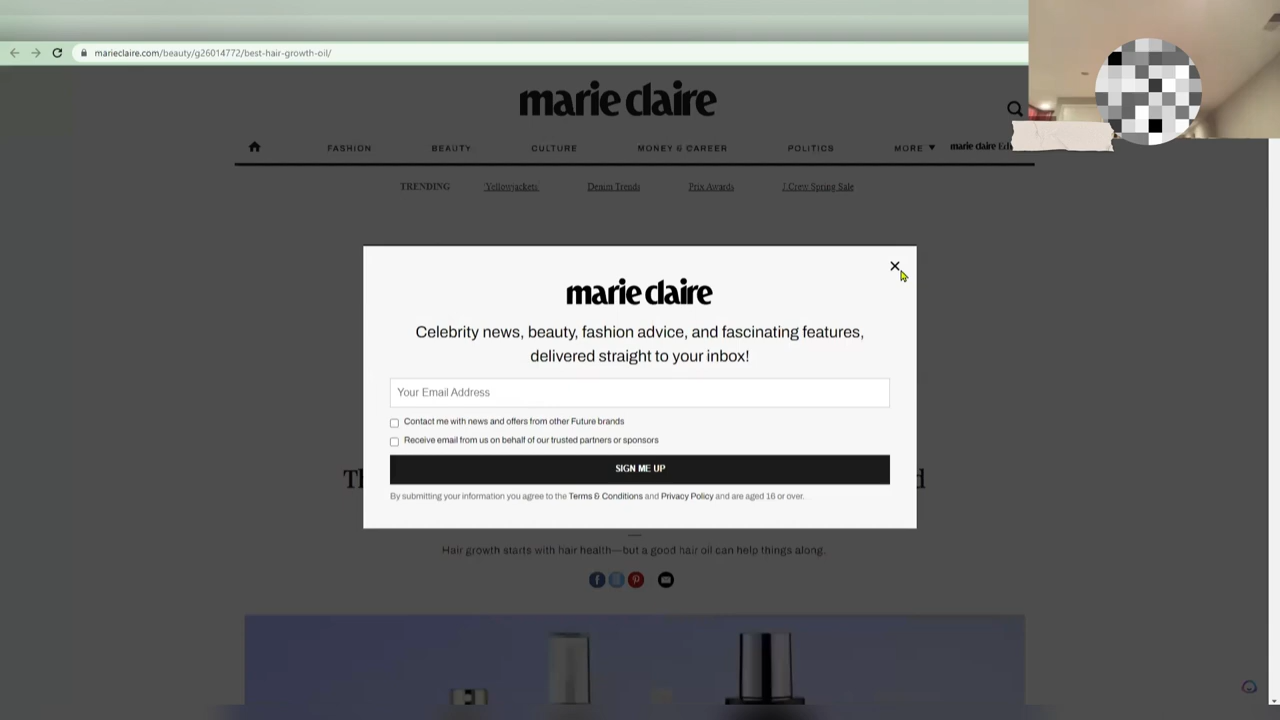 marieclaire.com/beauty/g26014772/best-hair-growth-oil/
marie claire
FASHION BEAUTY CULTURE MONEY & CAREER POLITICS MORE marie claire
TRENDING Yellowjackets Denim Trends Prix Awards J.Crew Spring Sale
marie claire
Celebrity news, beauty, fashion advice, and fascinating features,
delivered straight to your inbox!
Your Email Address
Contact me with news and offers from other Future brands
Receive email from us on behalf of our trusted partners or sponsors
SIGN ME UP
By submitting your information you agree to the Terms & Conditions and Privacy Policy and are aged 16 or over.
Hair growth starts with hair health—but a good hair oil can help things along.